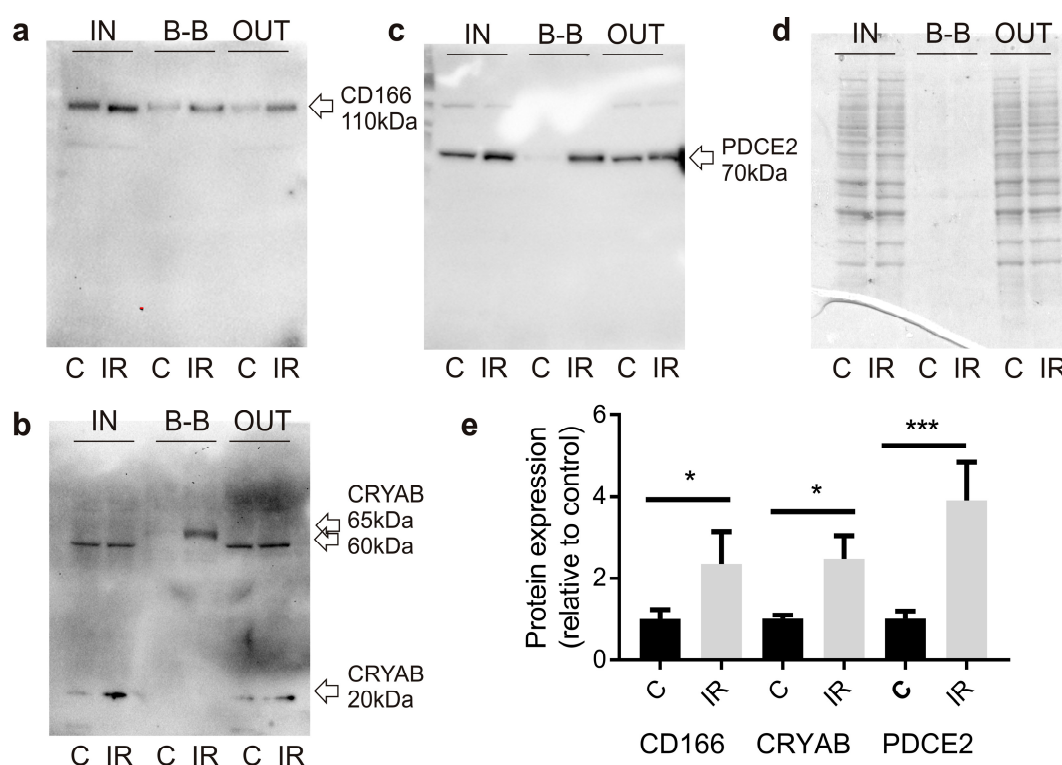 a
IN B-B OUT
CD166
110kDa
C IR C IR C IR
c
IN B-B OUT
PDCE2
70kDa
C IR C IR C IR
d
IN B-B OUT
C IR C IR C IR
b
IN B-B OUT
CRYAB
65kDa
60kDa
CRYAB
20kDa
C IR C IR C IR
e
Protein expression
(relative to control)
6
4
2
0
* * ***
C IR C IR C IR
CD166 CRYAB PDCE2